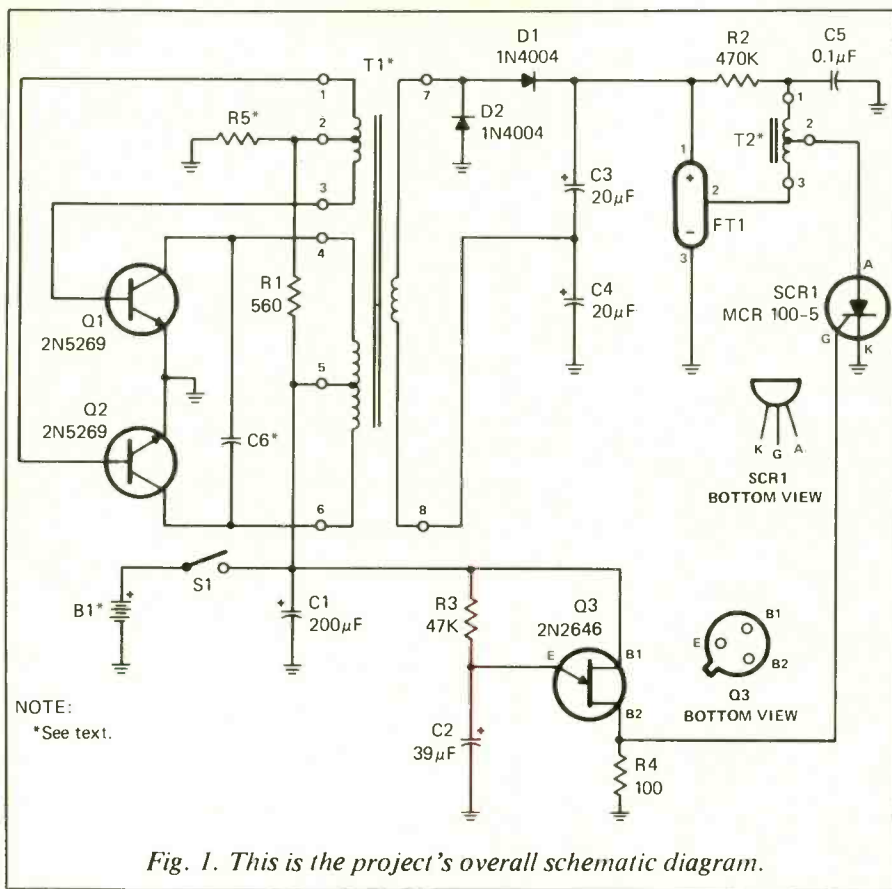 T1*
D1
1N4004
R2
470K
C5
0.1µF
1
7
R5*
2
D2
1N4004
1
T2*
2
3
3
C3
20µF
1
+
2
FT1
−
3
4
+
R1
560
C4
20µF
+
A
SCR1
MCR 100-5
G
K
Q1
2N5269
5
Q2
2N5269
C6*
K G A
SCR1
BOTTOM VIEW
6
8
S1
B1*
+
C1
200µF
+
R3
47K
Q3
2N2646
E
B1
B2
B1
E
B2
Q3
BOTTOM VIEW
NOTE:
*See text.
C2
39µF
+
R4
100
Fig. 1. This is the project's overall schematic diagram.